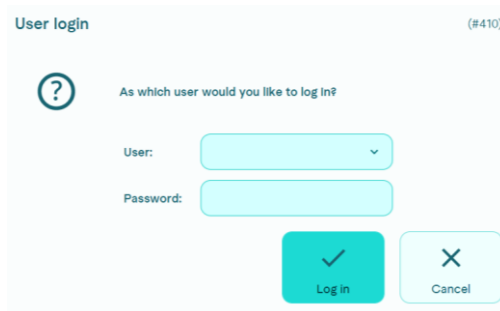 User login
(#410)
As which user would you like to log in?
User:
Password:
Log in
Cancel